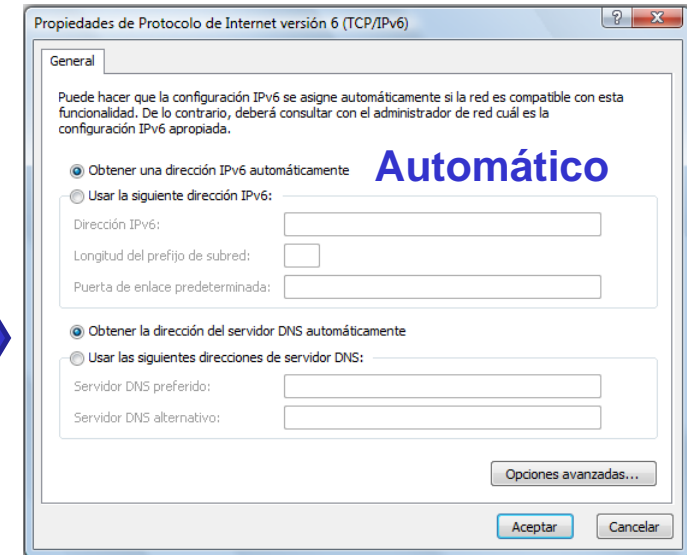 Propiedades de Protocolo de Internet versión 6 (TCP/IPv6)
General
Puede hacer que la configuración IPv6 se asigne automáticamente si la red es compatible con esta
funcionalidad. De lo contrario, deberá consultar con el administrador de red cuál es la
configuración IPv6 apropiada.
Obtener una dirección IPv6 automáticamente Automático
Usar la siguiente dirección IPv6:
Dirección IPv6:
Longitud del prefijo de subred:
Puerta de enlace predeterminada:
Obtener la dirección del servidor DNS automáticamente
Usar las siguientes direcciones de servidor DNS:
Servidor DNS preferido:
Servidor DNS alternativo:
Opciones avanzadas...
Aceptar Cancelar